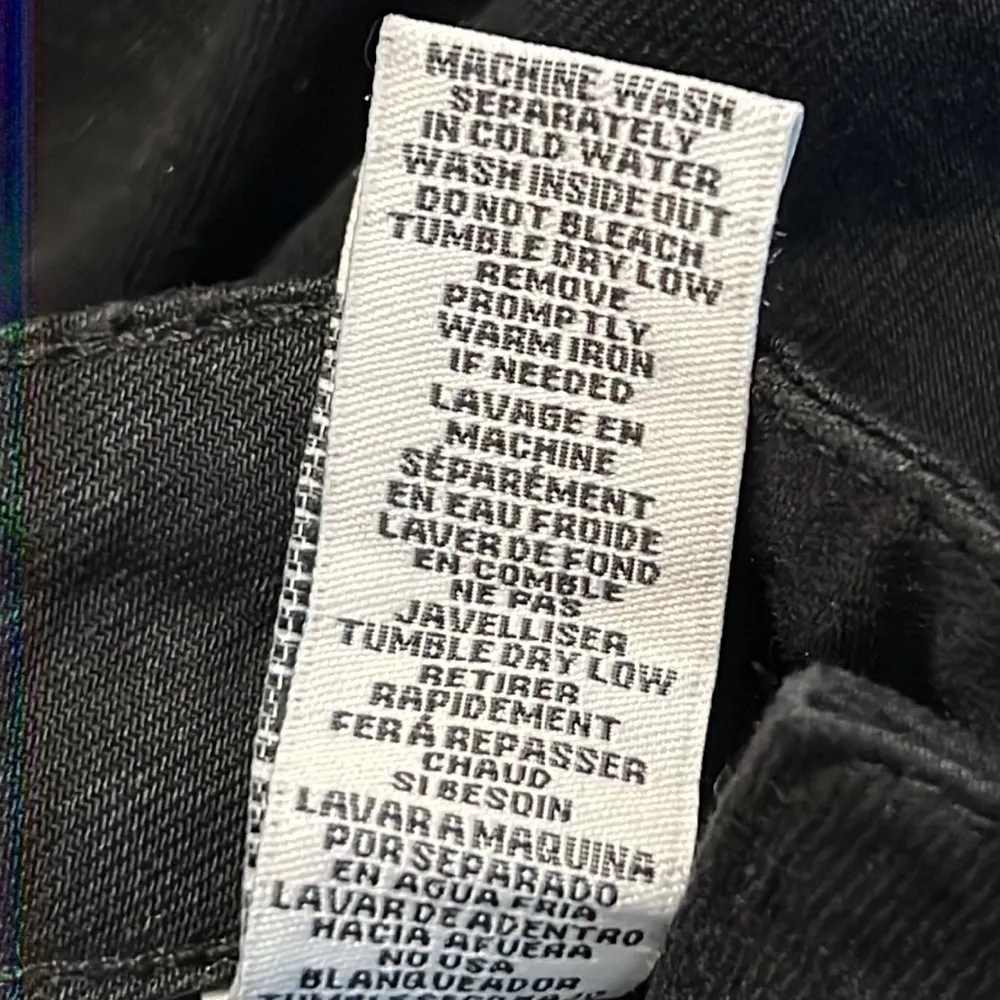 MACHINE WASH
SEPARATELY
IN COLD WATER
WASH INSIDE OUT
DO NOT BLEACH
TUMBLE DRY LOW
REMOVE
PROMPTLY
WARM IRON
IF NEEDED
LAVAGE EN
MACHINE
SÉPARÉMENT
EN EAU FROIDE
LAVER DE FOND
EN COMBLE
NE PAS
JAVELLISER
TUMBLE DRY LOW
RETIRER
RAPIDEMENT
FER Á REPASSER
CHAUD
SI BESOIN
LAVAR A MAQUINA
POR SEPARADO
EN AGUA FRIA
LAVAR DE ADENTRO
HACIA AFUERA
NO USA
BLANQUEADOR